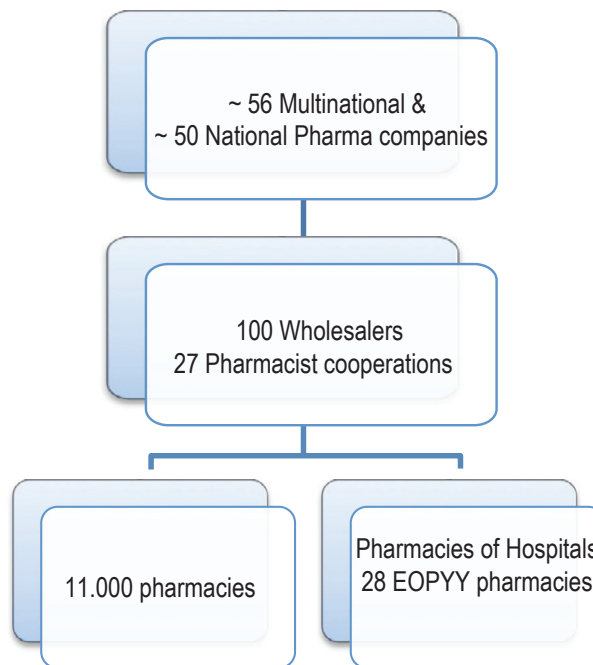 ~ 56 Multinational &
~ 50 National Pharma companies
100 Wholesalers
27 Pharmacist cooperations
11.000 pharmacies
Pharmacies of Hospitals
28 EOPYY pharmacies